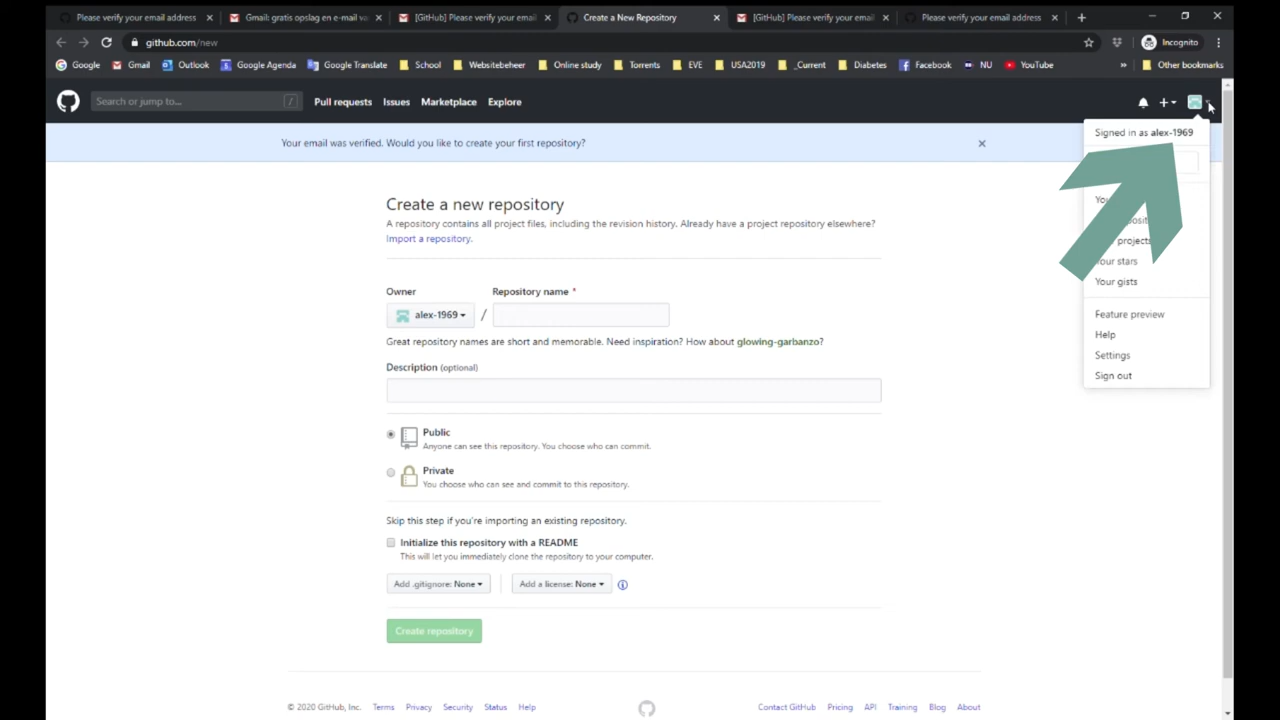 Please verify your email address
Gmail: gratis opslag en e-mail va
[GitHub] Please verify your email
Create a New Repository
[GitHub] Please verify your email
Please verify your email address
github.com/new
Incognito
Google
Gmail
Outlook
Google Agenda
Google Translate
School
Websitebeheer
Online study
Torrents
EVE
USA2019
_Current
Diabetes
Facebook
NU
YouTube
»
Other bookmarks
Search or jump to...
/
Pull requests
Issues
Marketplace
Explore
Signed in as alex-1969
Your email was verified. Would you like to create your first repository?
Create a new repository
A repository contains all project files, including the revision history. Already have a project repository elsewhere?
Import a repository.
projects
Your stars
Your gists
Feature preview
Help
Settings
Sign out
Owner
Repository name *
alex-1969
/
Great repository names are short and memorable. Need inspiration? How about glowing-garbanzo?
Description (optional)
Public
Anyone can see this repository. You choose who can commit.
Private
You choose who can see and commit to this repository.
Skip this step if you're importing an existing repository.
Initialize this repository with a README
This will let you immediately clone the repository to your computer.
Add .gitignore: None
Add a license: None
Create repository
© 2020 GitHub, Inc.
Terms
Privacy
Security
Status
Help
Contact GitHub
Pricing
API
Training
Blog
About